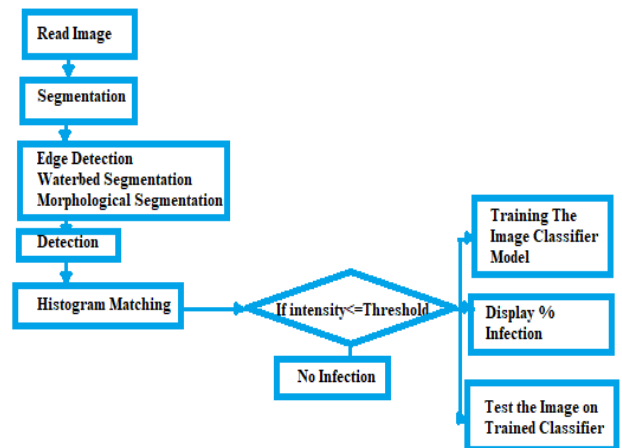 Read Image
Segmentation
Edge Detection
Waterbed Segmentation
Morphological Segmentation
Detection
Histogram Matching
If intensity<=Threshold
No Infection
Training The
Image Classifier
Model
Display %
Infection
Test the Image on
Trained Classifier